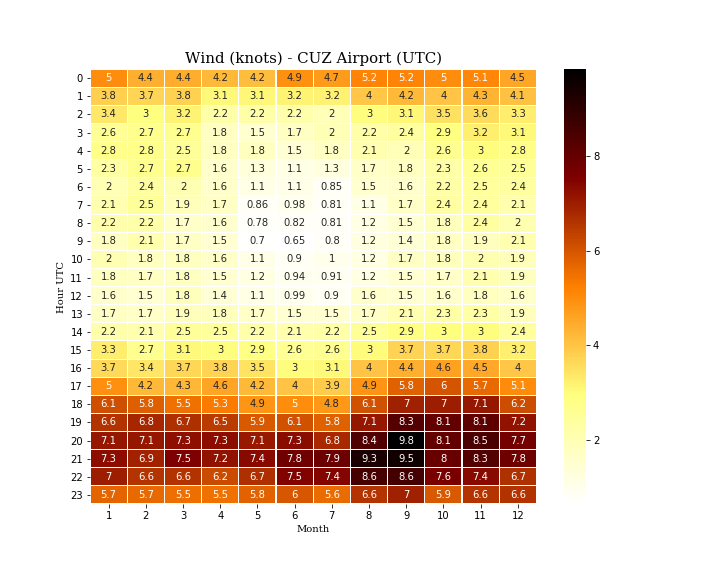 Wind (knots) - CUZ Airport (UTC)
0 5 4.4 4.4 4.2 4.2 4.9 4.7 5.2 5.2 5 5.1 4.5
1 3.8 3.7 3.8 3.1 3.1 3.2 3.2 4 4.2 4 4.3 4.1
2 3.4 3 3.2 2.2 2.2 2.2 2 3 3.1 3.5 3.6 3.3
3 2.6 2.7 2.7 1.8 1.5 1.7 2 2.2 2.4 2.9 3.2 3.1
4 2.8 2.8 2.5 1.8 1.8 1.5 1.8 2.1 2 2.6 3 2.8
5 2.3 2.7 2.7 1.6 1.3 1.1 1.3 1.7 1.8 2.3 2.6 2.5
6 2 2.4 2 1.6 1.1 1.1 0.85 1.5 1.6 2.2 2.5 2.4
7 2.1 2.5 1.9 1.7 0.86 0.98 0.81 1.1 1.7 2.4 2.4 2.1
8 2.2 2.2 1.7 1.6 0.78 0.82 0.81 1.2 1.5 1.8 2.4 2
9 1.8 2.1 1.7 1.5 0.7 0.65 0.8 1.2 1.4 1.8 1.9 2.1
10 2 1.8 1.8 1.6 1.1 0.9 1 1.2 1.7 1.8 2 1.9
11 1.8 1.7 1.8 1.5 1.2 0.94 0.91 1.2 1.5 1.7 2.1 1.9
12 1.6 1.5 1.8 1.4 1.1 0.99 0.9 1.6 1.5 1.6 1.8 1.6
13 1.7 1.7 1.9 1.8 1.7 1.5 1.5 1.7 2.1 2.3 2.3 1.9
14 2.2 2.1 2.5 2.5 2.2 2.1 2.2 2.5 2.9 3 3 2.4
15 3.3 2.7 3.1 3 2.9 2.6 2.6 3 3.7 3.7 3.8 3.2
16 3.7 3.4 3.7 3.8 3.5 3 3.1 4 4.4 4.6 4.5 4
17 5 4.2 4.3 4.6 4.2 4 3.9 4.9 5.8 6 5.7 5.1
18 6.1 5.8 5.5 5.3 4.9 5 4.8 6.1 7 7 7.1 6.2
19 6.6 6.8 6.7 6.5 5.9 6.1 5.8 7.1 8.3 8.1 8.1 7.2
20 7.1 7.1 7.3 7.3 7.1 7.3 6.8 8.4 9.8 8.1 8.5 7.7
21 7.3 6.9 7.5 7.2 7.4 7.8 7.9 9.3 9.5 8 8.3 7.8
22 7 6.6 6.6 6.2 6.7 7.5 7.4 8.6 8.6 7.6 7.4 6.7
23 5.7 5.7 5.5 5.5 5.8 6 5.6 6.6 7 5.9 6.6 6.6
1 2 3 4 5 6 7 8 9 10 11 12
Month
Hour UTC
8
6
4
2